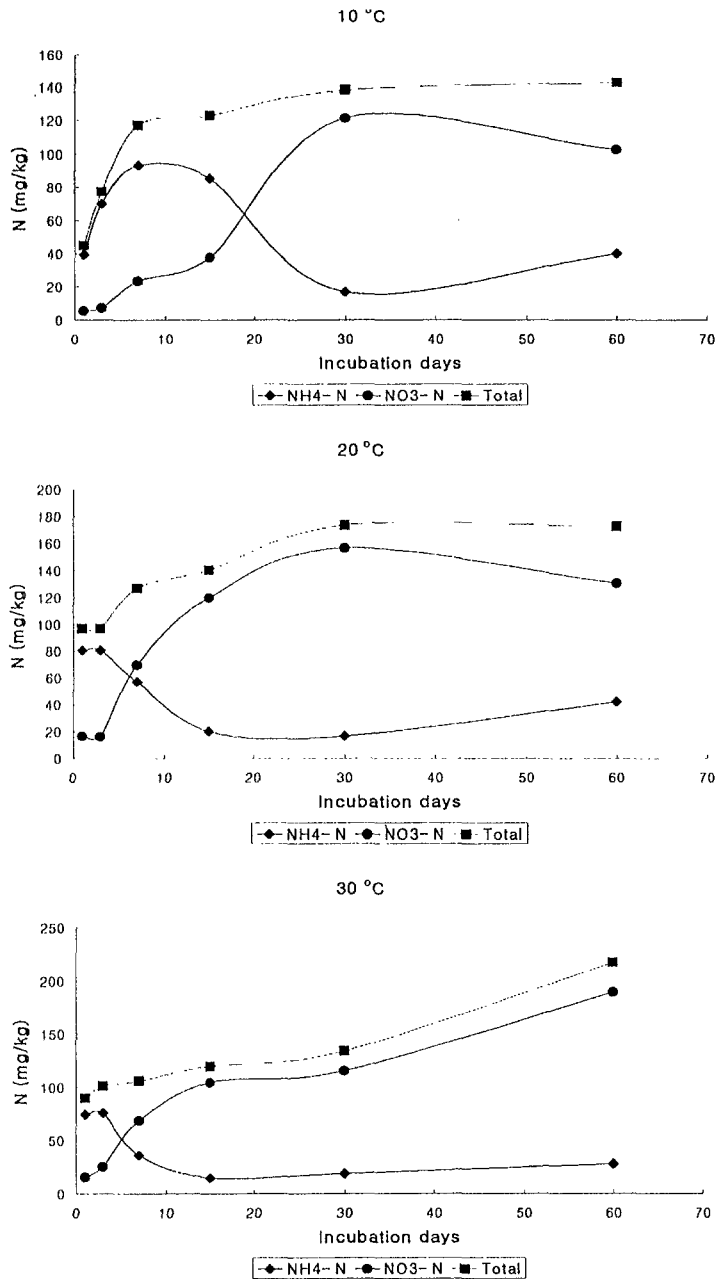 10 °C
160
140
120
100
80
60
40
20
0
N (mg/kg)
0 10 20 30 40 50 60 70
Incubation days
NH4-N NO3-N Total
20 °C
200
180
160
140
120
100
80
60
40
20
0
N (mg/kg)
0 10 20 30 40 50 60 70
Incubation days
NH4-N NO3-N Total
30 °C
250
200
150
100
50
0
N (mg/kg)
0 10 20 30 40 50 60 70
Incubation days
NH4-N NO3-N Total